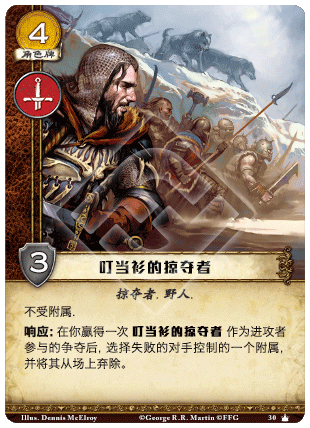 4
角色牌
3
叮当衫的掠夺者
掠夺者. 野人.
不受附属.
响应: 在你赢得一次 叮当衫的掠夺者 作为进攻者
参与的争夺后, 选择失败的对手控制的一个附属,
并将其从场上弃除。
Illus. Dennis McElroy ©George R.R. Martin ©FFG 30